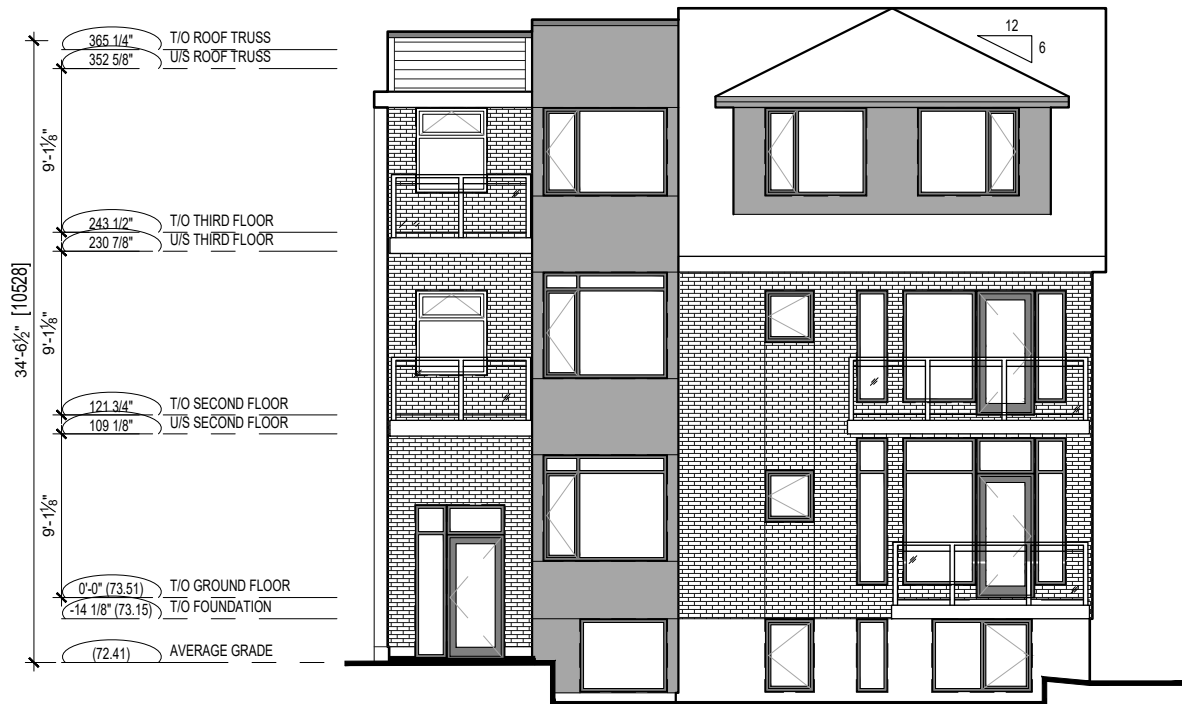 365 1/4" T/O ROOF TRUSS
352 5/8" U/S ROOF TRUSS
12
6
9'-1⅛"
243 1/2" T/O THIRD FLOOR
230 7/8" U/S THIRD FLOOR
34'-6½" [10528]
9'-1⅛"
121 3/4" T/O SECOND FLOOR
109 1/8" U/S SECOND FLOOR
9'-1⅛"
0'-0" (73.51) T/O GROUND FLOOR
-14 1/8" (73.15) T/O FOUNDATION
(72.41) AVERAGE GRADE